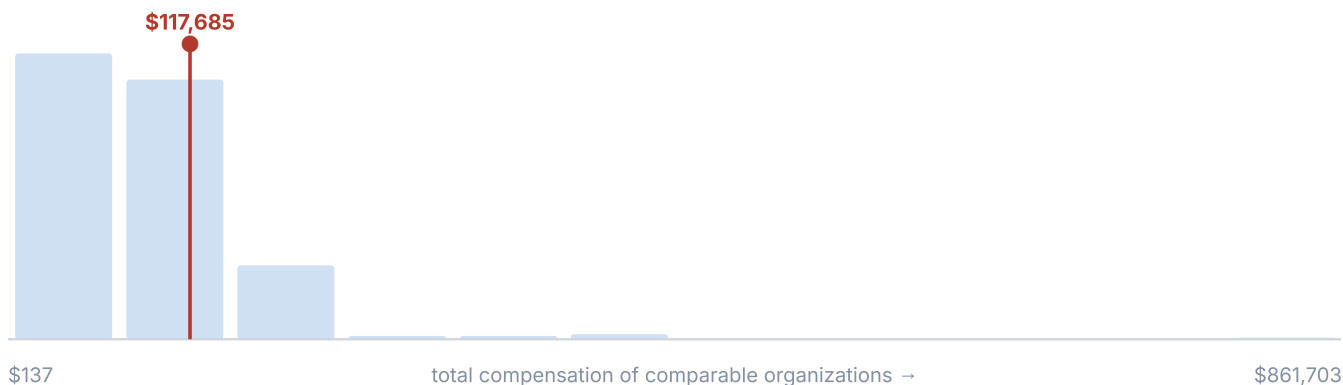 $117,685
$137
total compensation of comparable organizations →
$861,703